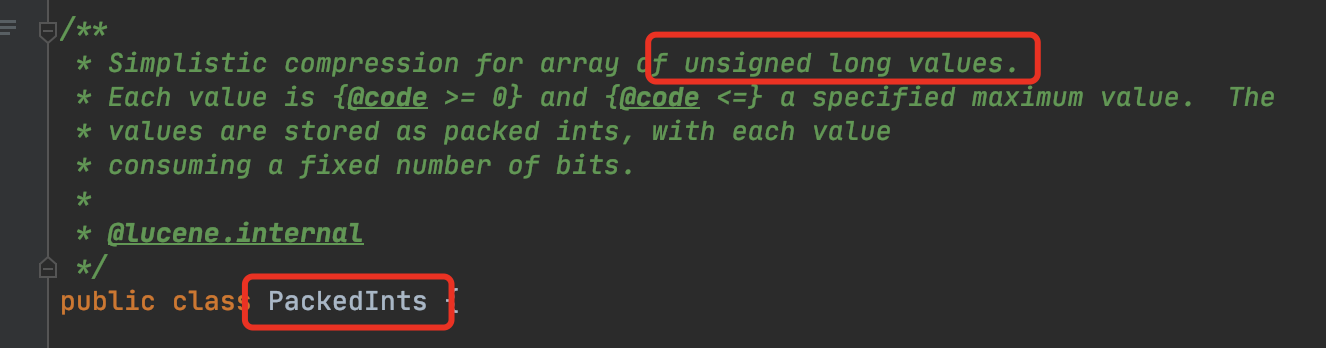 /**
 * Simplistic compression for array of unsigned long values.
 * Each value is {@code >= 0} and {@code <=} a specified maximum value.  The
 * values are stored as packed ints, with each value
 * consuming a fixed number of bits.
 *
 * @lucene.internal
 */
public class PackedInts {